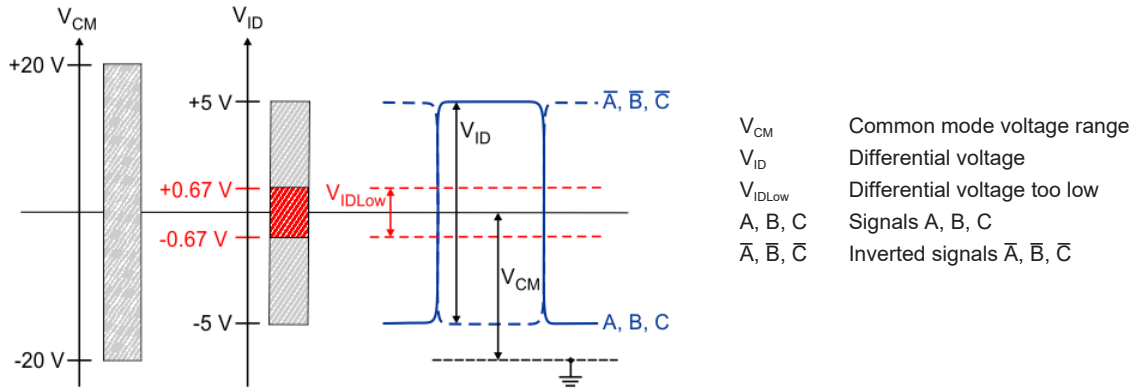 V_CM
V_ID
+20 V
+5 V
A̅, B̅, C̅
V_ID
+0.67 V
V_IDLow
-0.67 V
V_CM
-5 V
A, B, C
-20 V
V_CM Common mode voltage range
V_ID Differential voltage
V_IDLow Differential voltage too low
A, B, C Signals A, B, C
A̅, B̅, C̅ Inverted signals A̅, B̅, C̅